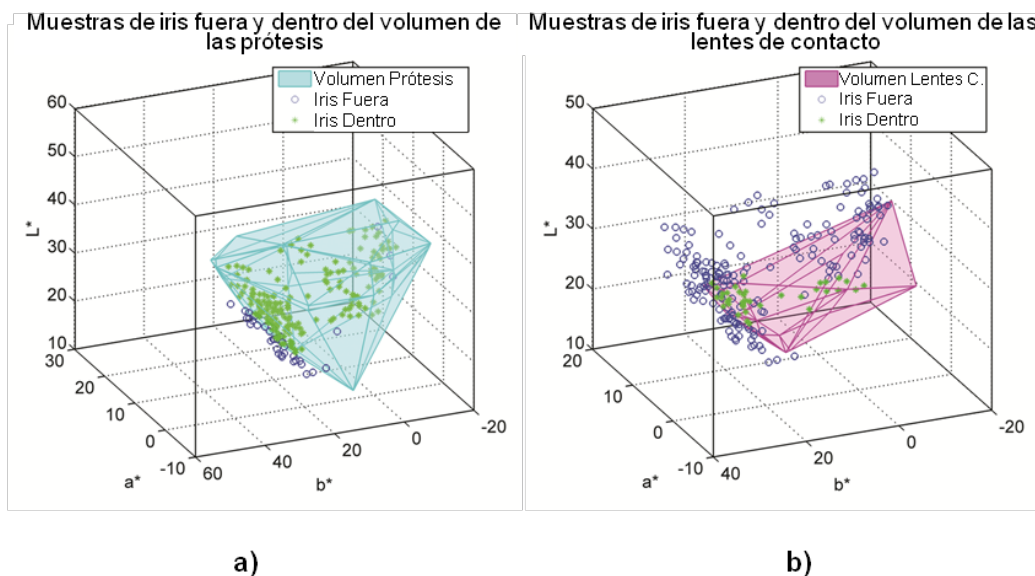 Muestras de iris fuera y dentro del volumen de
las prótesis
Volumen Prótesis
Iris Fuera
Iris Dentro
60
50
40
30
20
10
L*
30
20
10
0
-10
a*
60
40
20
0
-20
b*
a)
Muestras de iris fuera y dentro del volumen de las
lentes de contacto
Volumen Lentes C.
Iris Fuera
Iris Dentro
50
40
30
20
10
L*
20
10
0
-10
a*
40
20
0
-20
b*
b)